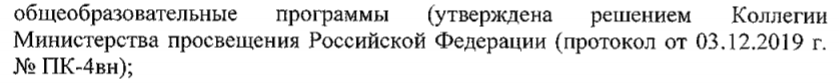 общеобразовательные программы (утверждена решением Коллегии
Министерства просвещения Российской Федерации (протокол от 03.12.2019 г.
№ ПК-4вн);